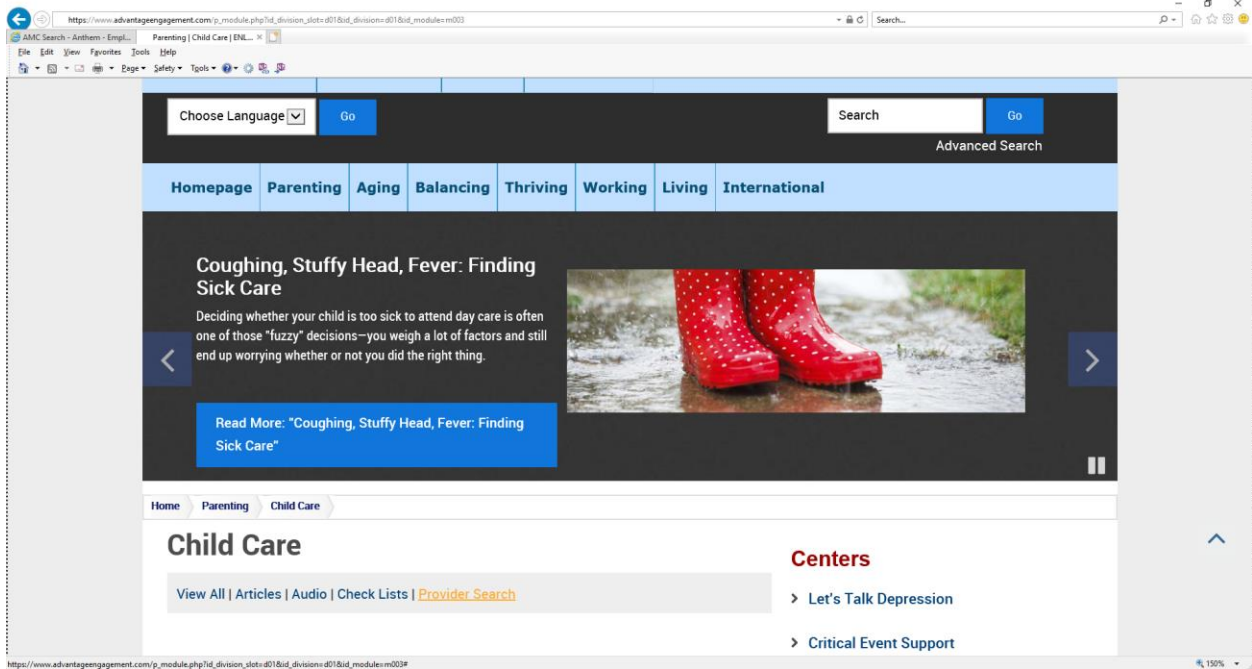 https://www.advantageengagement.com/p_module.php?id_division_slot=d01&id_division=d01&id_module=m003
Search...
AMC Search - Anthem - Empl...
Parenting | Child Care | ENL...
File Edit View Favorites Tools Help
Page Safety Tools
Choose Language
Go
Search
Go
Advanced Search
Homepage Parenting Aging Balancing Thriving Working Living International
Coughing, Stuffy Head, Fever: Finding
Sick Care
Deciding whether your child is too sick to attend day care is often
one of those "fuzzy" decisions—you weigh a lot of factors and still
end up worrying whether or not you did the right thing.
Read More: "Coughing, Stuffy Head, Fever: Finding
Sick Care"
Home Parenting Child Care
Child Care
View All | Articles | Audio | Check Lists | Provider Search
Centers
Let's Talk Depression
Critical Event Support
https://www.advantageengagement.com/p_module.php?id_division_slot=d01&id_division=d01&id_module=m003#
150%